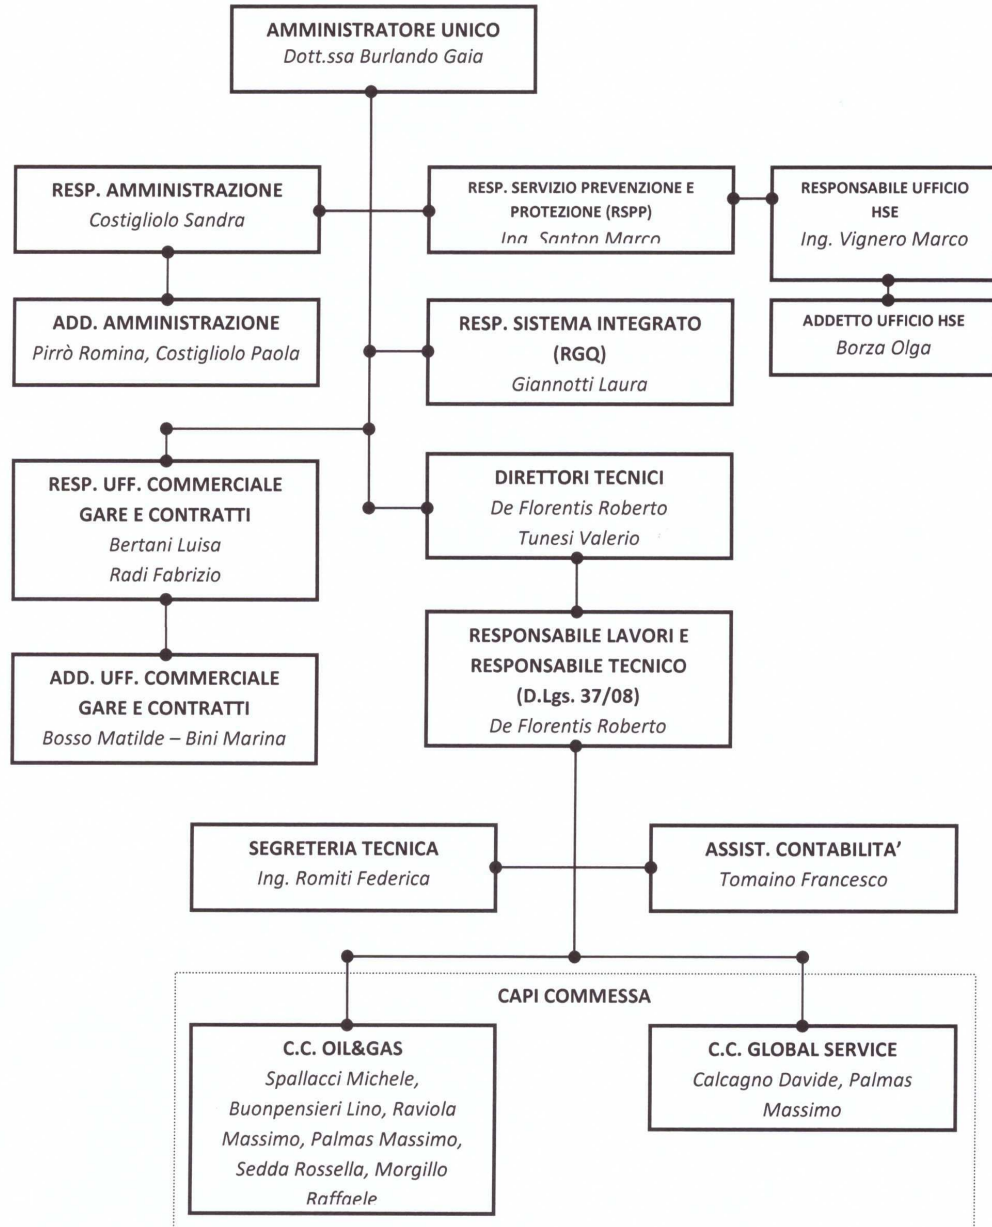 AMMINISTRATORE UNICO
Dott.ssa Burlando Gaia
RESP. AMMINISTRAZIONE
Costigliolo Sandra
RESP. SERVIZIO PREVENZIONE E
PROTEZIONE (RSPP)
Ing. Santon Marco
RESPONSABILE UFFICIO
HSE
Ing. Vignero Marco
ADD. AMMINISTRAZIONE
Pirrò Romina, Costigliolo Paola
RESP. SISTEMA INTEGRATO
(RGQ)
Giannotti Laura
ADDETTO UFFICIO HSE
Borza Olga
RESP. UFF. COMMERCIALE
GARE E CONTRATTI
Bertani Luisa
Radi Fabrizio
DIRETTORI TECNICI
De Florentis Roberto
Tunesi Valerio
ADD. UFF. COMMERCIALE
GARE E CONTRATTI
Bosso Matilde – Bini Marina
RESPONSABILE LAVORI E
RESPONSABILE TECNICO
(D.Lgs. 37/08)
De Florentis Roberto
SEGRETERIA TECNICA
Ing. Romiti Federica
ASSIST. CONTABILITA’
Tomaino Francesco
CAPI COMMESSA
C.C. OIL&GAS
Spallacci Michele,
Buonpensieri Lino, Raviola
Massimo, Palmas Massimo,
Sedda Rossella, Morgillo
Raffaele
C.C. GLOBAL SERVICE
Calcagno Davide, Palmas
Massimo